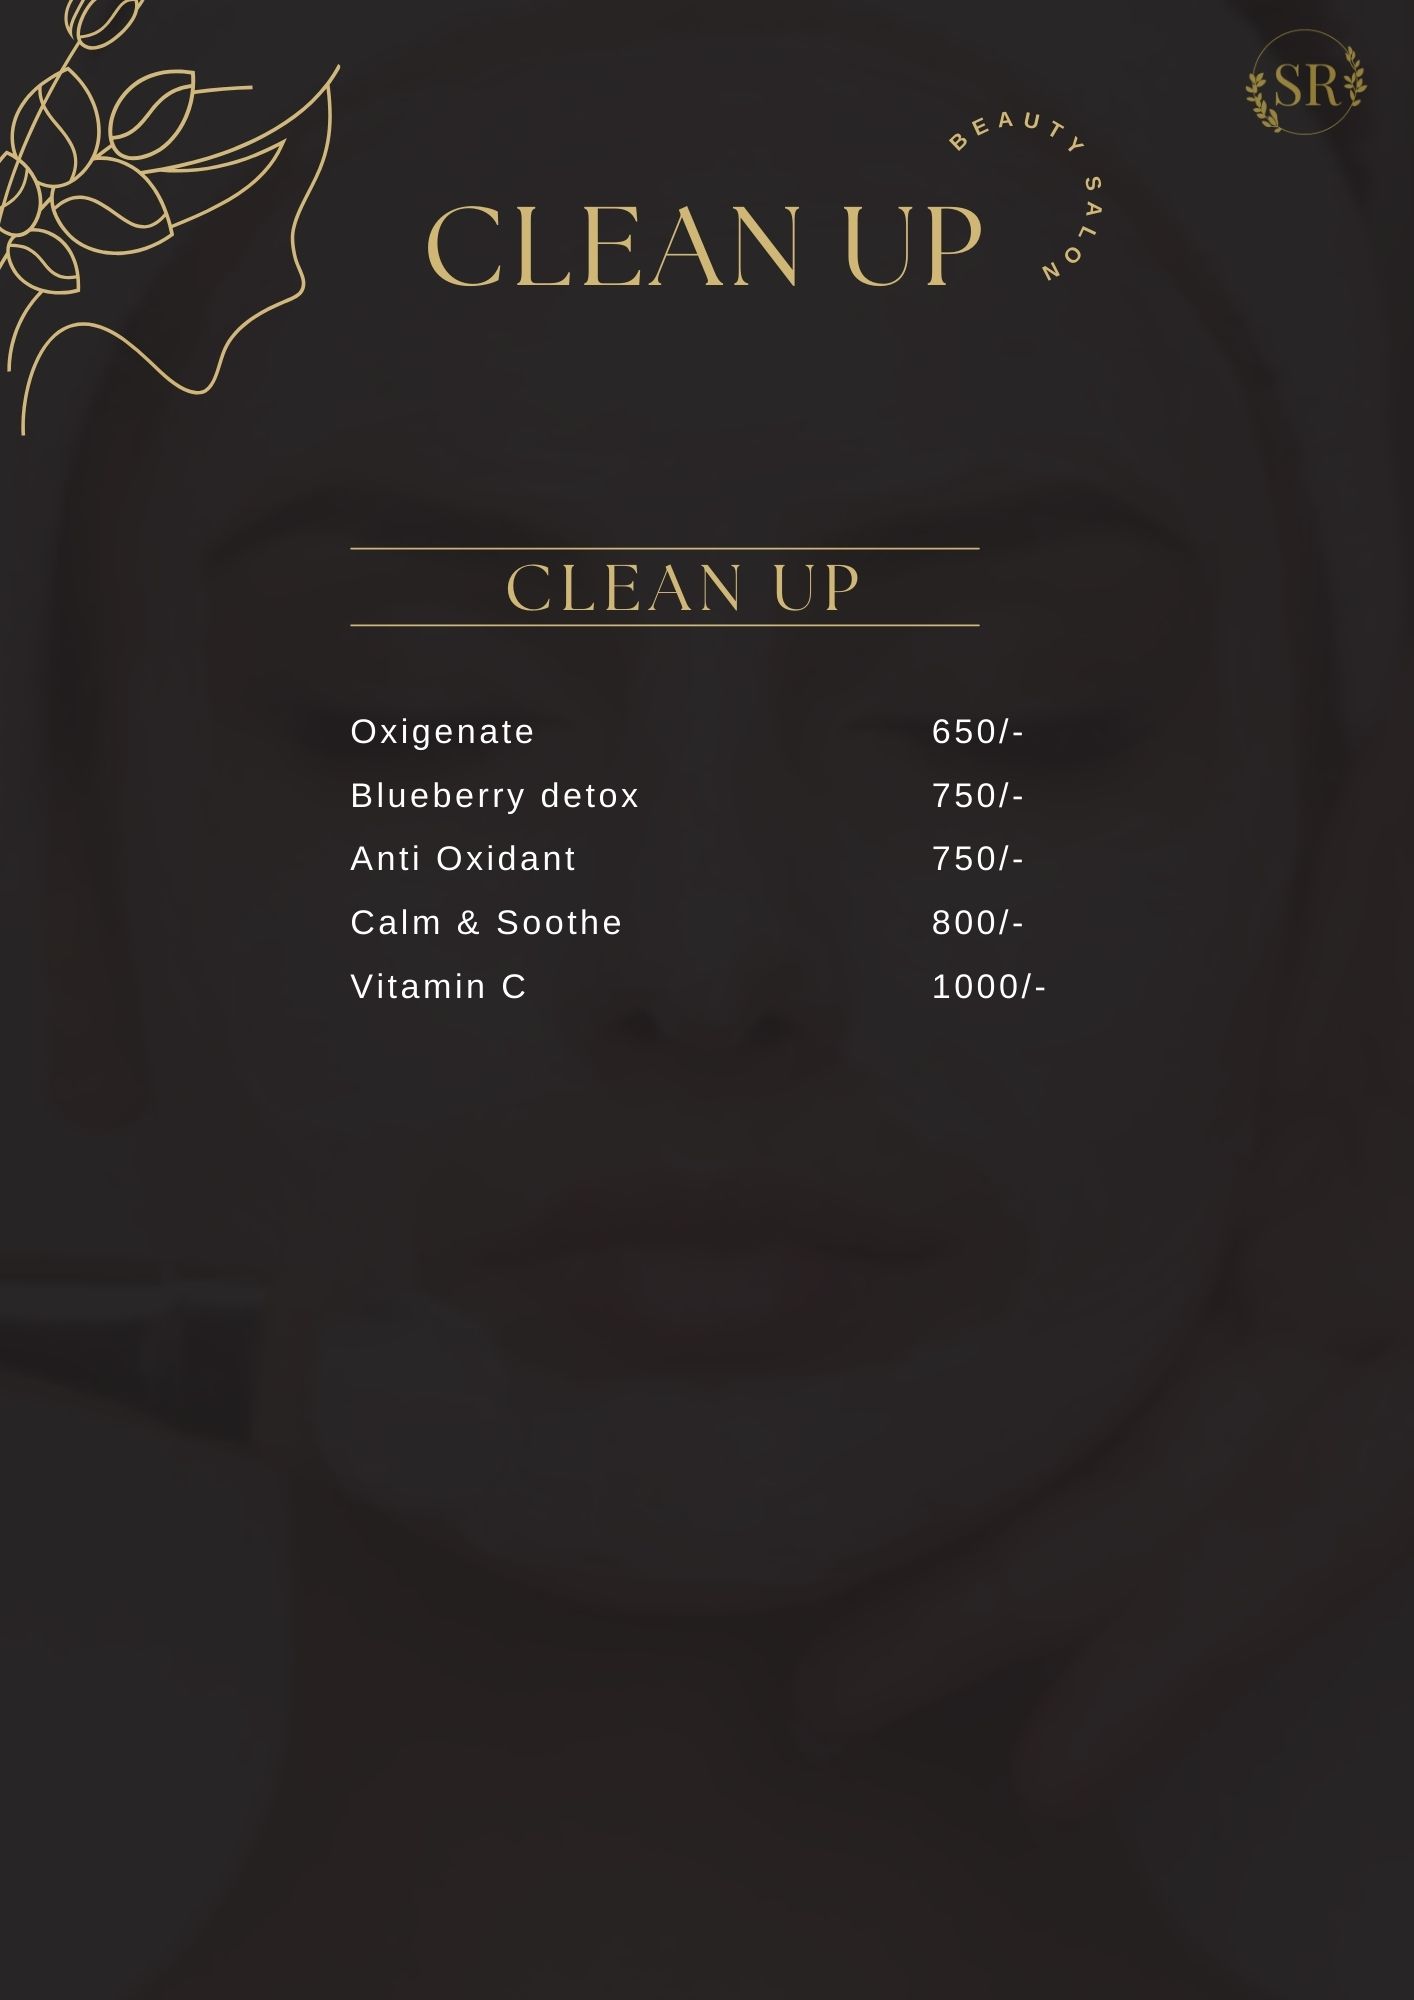 SR
BEAUTY SALON
CLEAN UP
CLEAN UP
Oxigenate 650/-
Blueberry detox 750/-
Anti Oxidant 750/-
Calm & Soothe 800/-
Vitamin C 1000/-